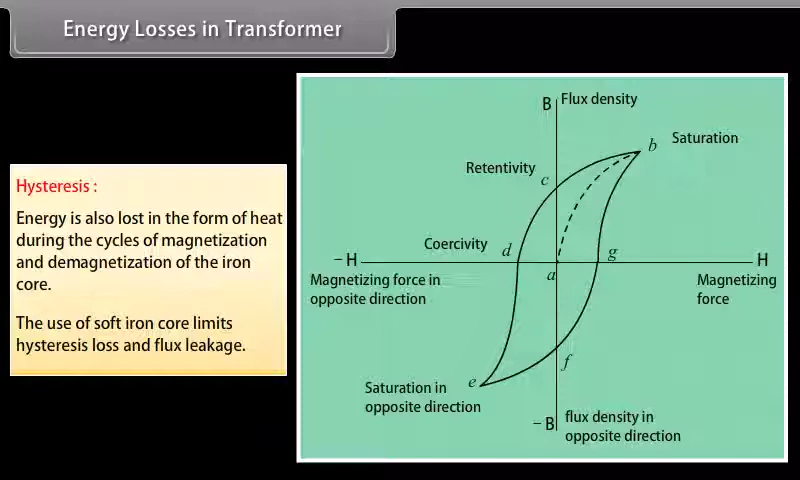 Energy Losses in Transformer
Hysteresis :
Energy is also lost in the form of heat
during the cycles of magnetization
and demagnetization of the iron
core.
The use of soft iron core limits
hysteresis loss and flux leakage.
B Flux density
b Saturation
Retentivity c
Coercivity d
g
– H
a
H
Magnetizing force in
opposite direction
Magnetizing
force
f
e
Saturation in
opposite direction
– B
flux density in
opposite direction